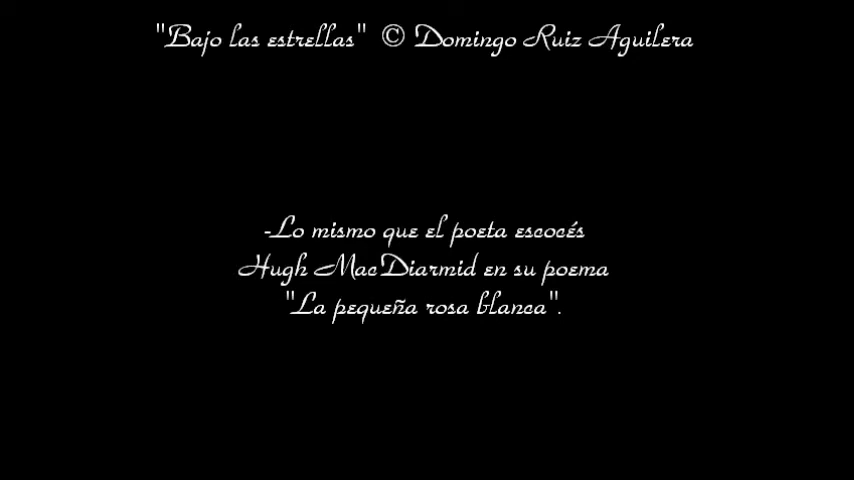 "Bajo las estrellas" © Domingo Ruiz Aguilera
-Lo mismo que el poeta escocés
Hugh MacDiarmid en su poema
"La pequeña rosa blanca".